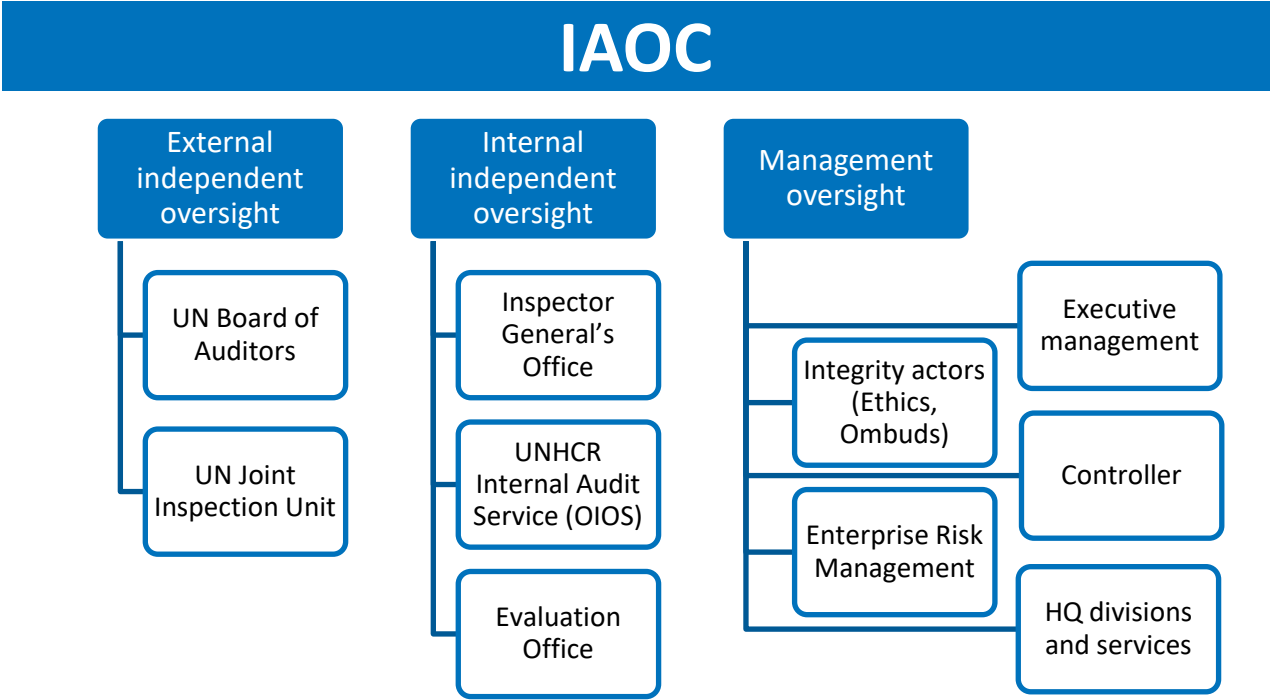 IAOC
External
independent
oversight
UN Board of
Auditors
UN Joint
Inspection Unit
Internal
independent
oversight
Inspector
General’s
Office
UNHCR
Internal Audit
Service (OIOS)
Evaluation
Office
Management
oversight
Executive
management
Integrity actors
(Ethics,
Ombuds)
Controller
Enterprise Risk
Management
HQ divisions
and services